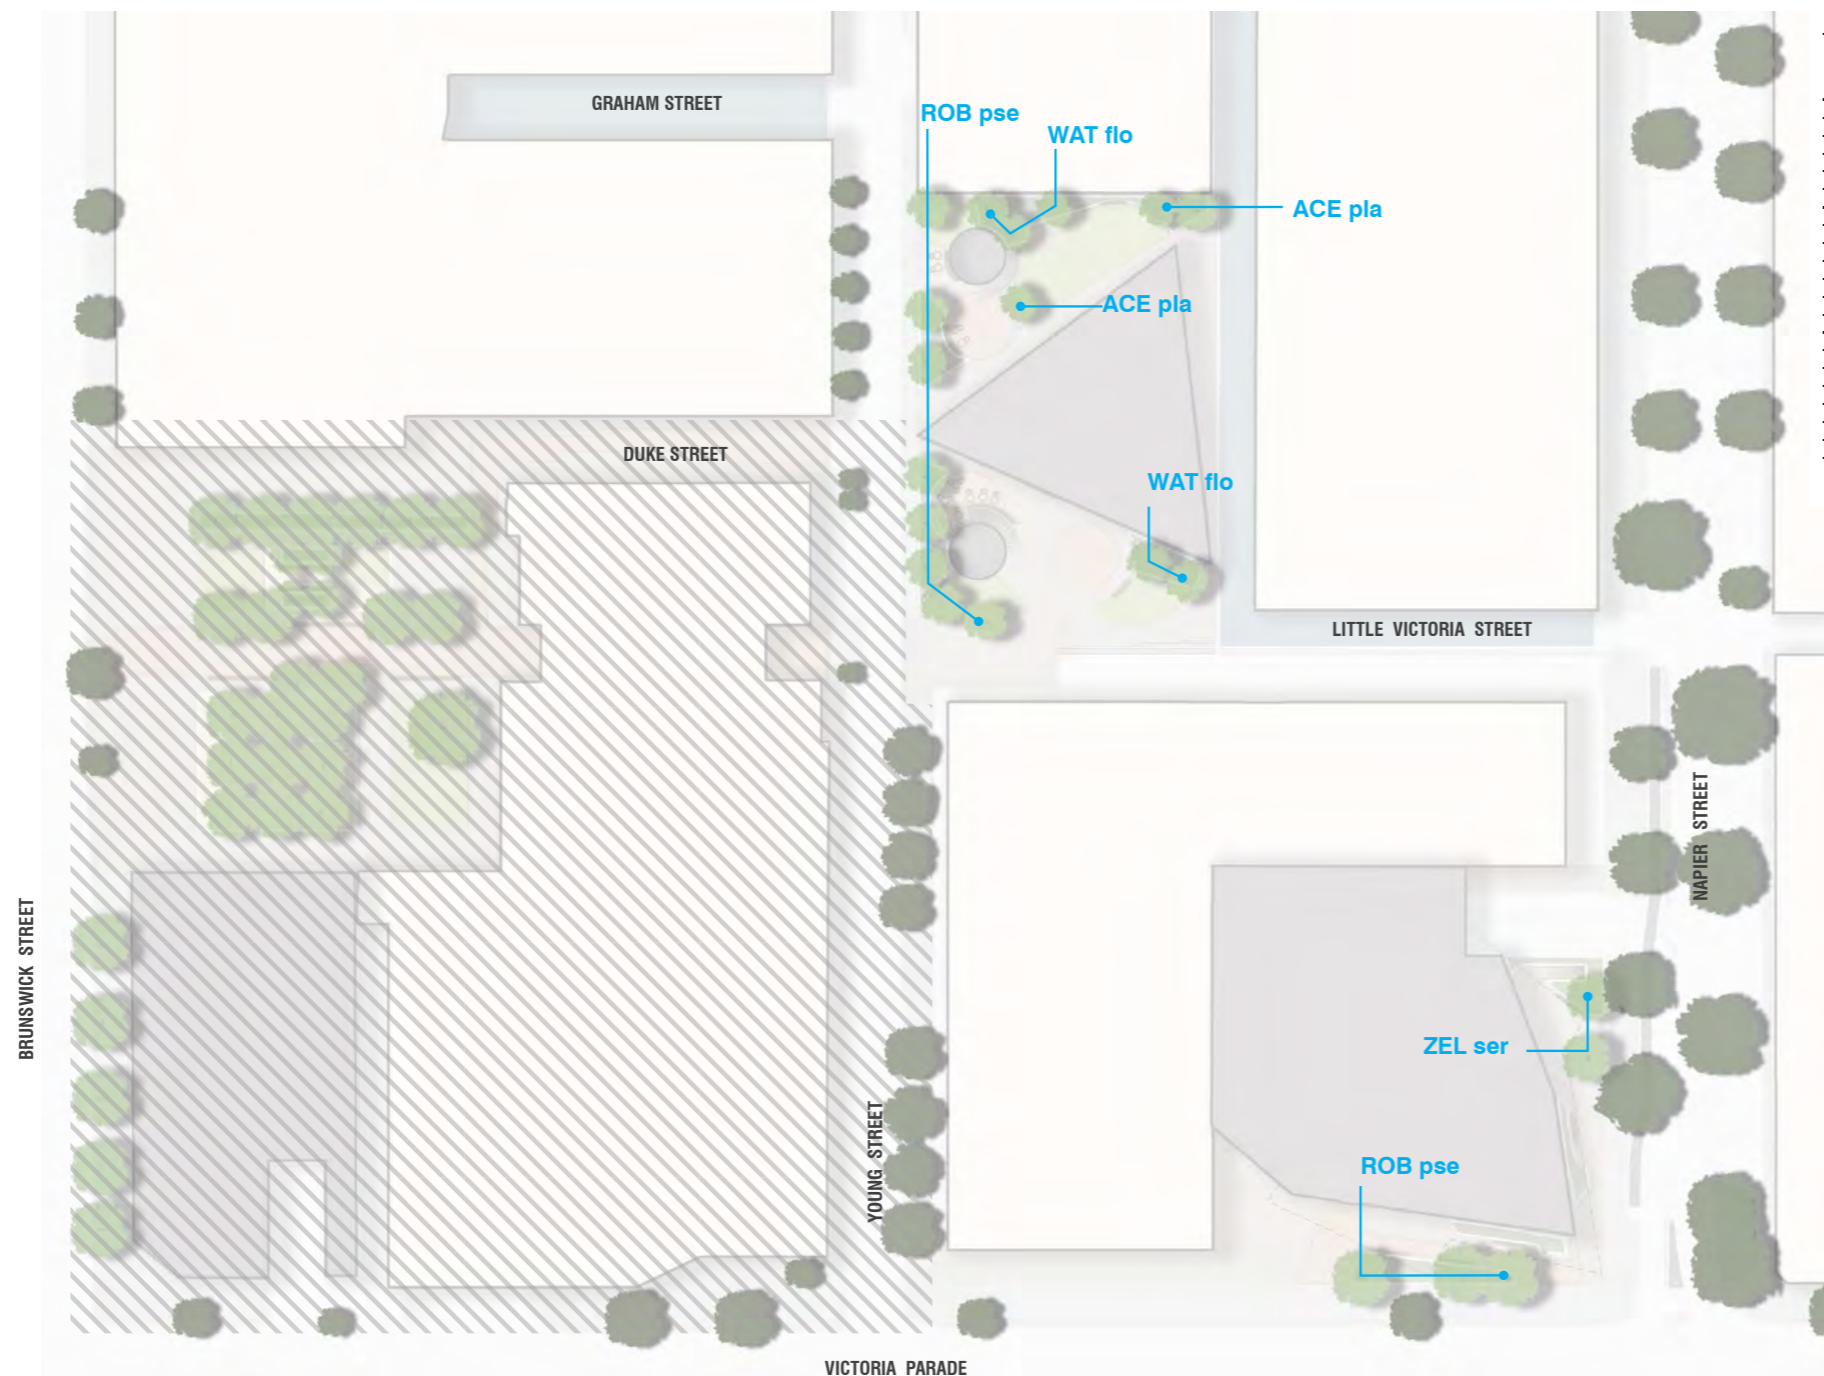 GRAHAM STREET
ROB pse
WAT flo
ACE pla
ACE pla
DUKE STREET
WAT flo
LITTLE VICTORIA STREET
NAPIER STREET
BRUNSWICK STREET
ZEL ser
YOUNG STREET
ROB pse
VICTORIA PARADE